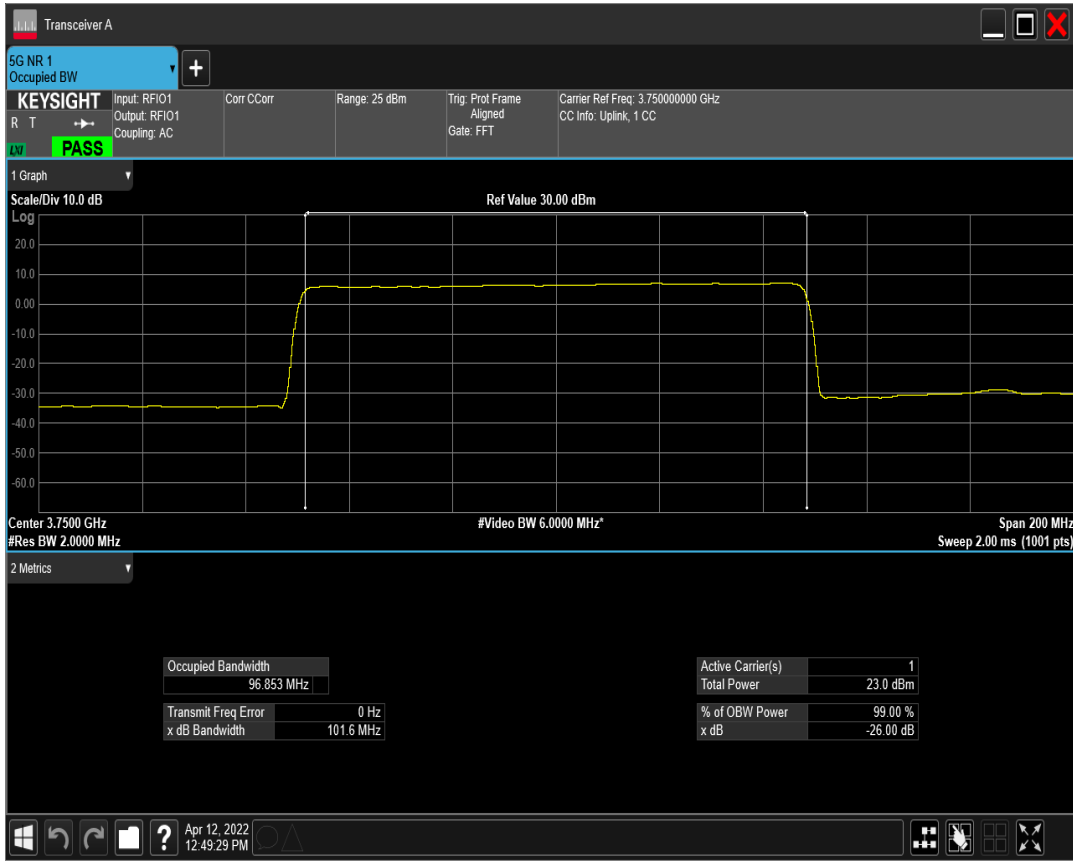 Transceiver A
5G NR 1
Occupied BW
KEYSIGHT
R T
LXI
PASS
Input: RFIO1
Output: RFIO1
Coupling: AC
Corr CCorr
Range: 25 dBm
Trig: Prot Frame
Aligned
Gate: FFT
Carrier Ref Freq: 3.750000000 GHz
CC Info: Uplink, 1 CC
1 Graph
Scale/Div 10.0 dB
Ref Value 30.00 dBm
Log
20.0
10.0
0.00
-10.0
-20.0
-30.0
-40.0
-50.0
-60.0
Center 3.7500 GHz
#Video BW 6.0000 MHz*
Span 200 MHz
#Res BW 2.0000 MHz
Sweep 2.00 ms (1001 pts)
2 Metrics
Occupied Bandwidth
96.853 MHz
Transmit Freq Error 0 Hz
x dB Bandwidth 101.6 MHz
Active Carrier(s) 1
Total Power 23.0 dBm
% of OBW Power 99.00 %
x dB -26.00 dB
?
Apr 12, 2022
12:49:29 PM